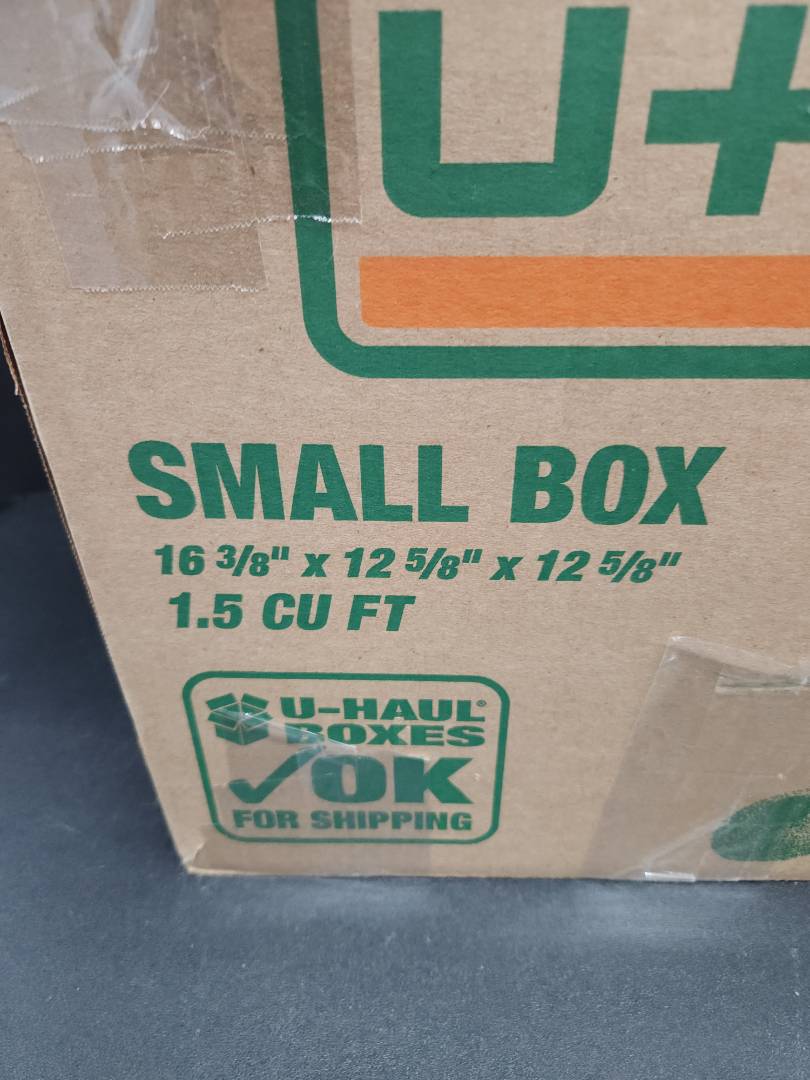 U-
SMALL BOX
16 3/8" x 12 5/8" x 12 5/8"
1.5 CU FT
U-HAUL®
BOXES
✓OK
FOR SHIPPING